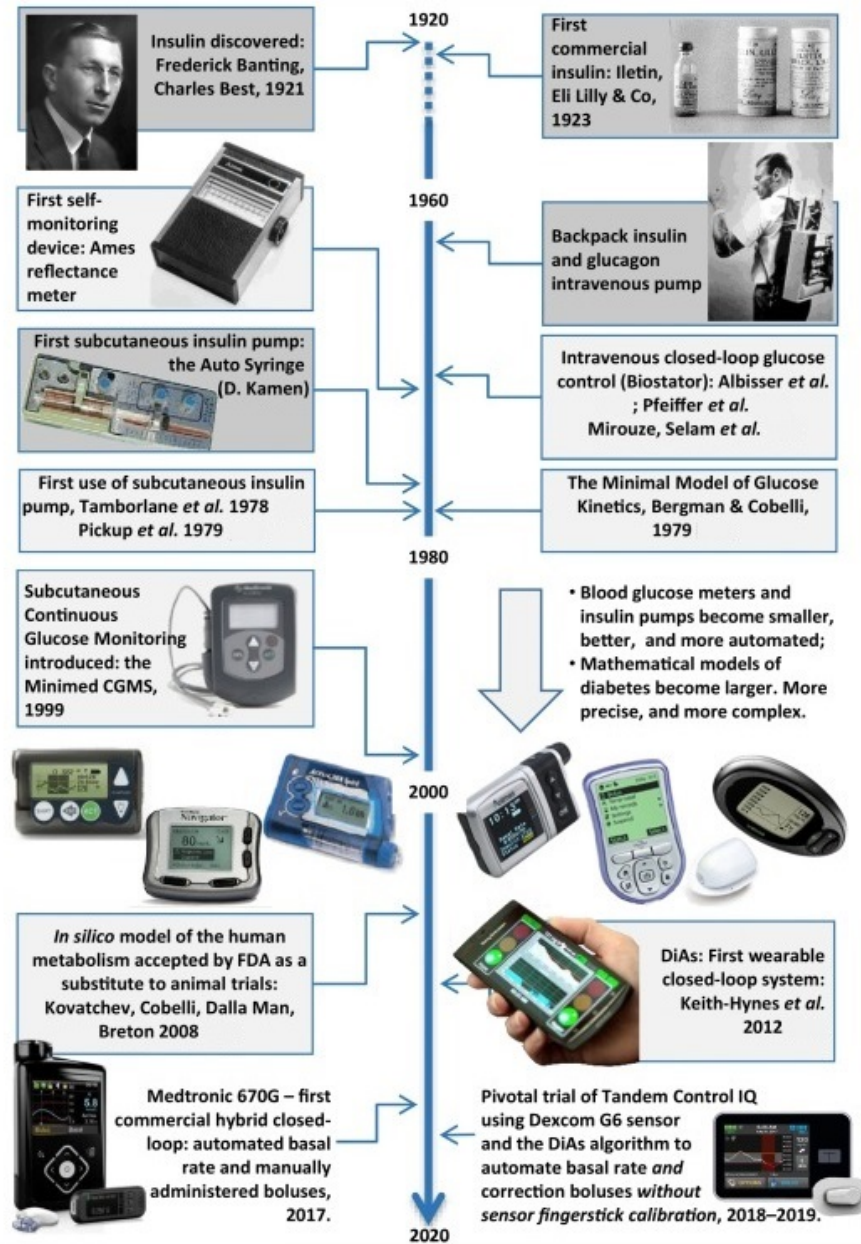 1920
Insulin discovered:
Frederick Banting,
Charles Best, 1921
First
commercial
insulin: Iletin,
Eli Lilly & Co,
1923
First self-
monitoring
device: Ames
reflectance
meter
1960
Backpack insulin
and glucagon
intravenous pump
First subcutaneous insulin pump:
the Auto Syringe
(D. Kamen)
Intravenous closed-loop glucose
control (Biostator): Albisser et al.
; Pfeiffer et al.
Mirouze, Selam et al.
First use of subcutaneous insulin
pump, Tamborlane et al. 1978
Pickup et al. 1979
The Minimal Model of Glucose
Kinetics, Bergman & Cobelli,
1979
1980
Subcutaneous
Continuous
Glucose Monitoring
introduced: the
Minimed CGMS,
1999
• Blood glucose meters and
insulin pumps become smaller,
better, and more automated;
• Mathematical models of
diabetes become larger. More
precise, and more complex.
2000
Navigator
80
In silico model of the human
metabolism accepted by FDA as a
substitute to animal trials:
Kovatchev, Cobelli, Dalla Man,
Breton 2008
DiAs: First wearable
closed-loop system:
Keith-Hynes et al.
2012
5.8
Medtronic 670G – first
commercial hybrid closed-
loop: automated basal
rate and manually
administered boluses,
2017.
Pivotal trial of Tandem Control IQ
using Dexcom G6 sensor
and the DiAs algorithm to
automate basal rate and
correction boluses without
sensor fingerstick calibration, 2018–2019.
2020